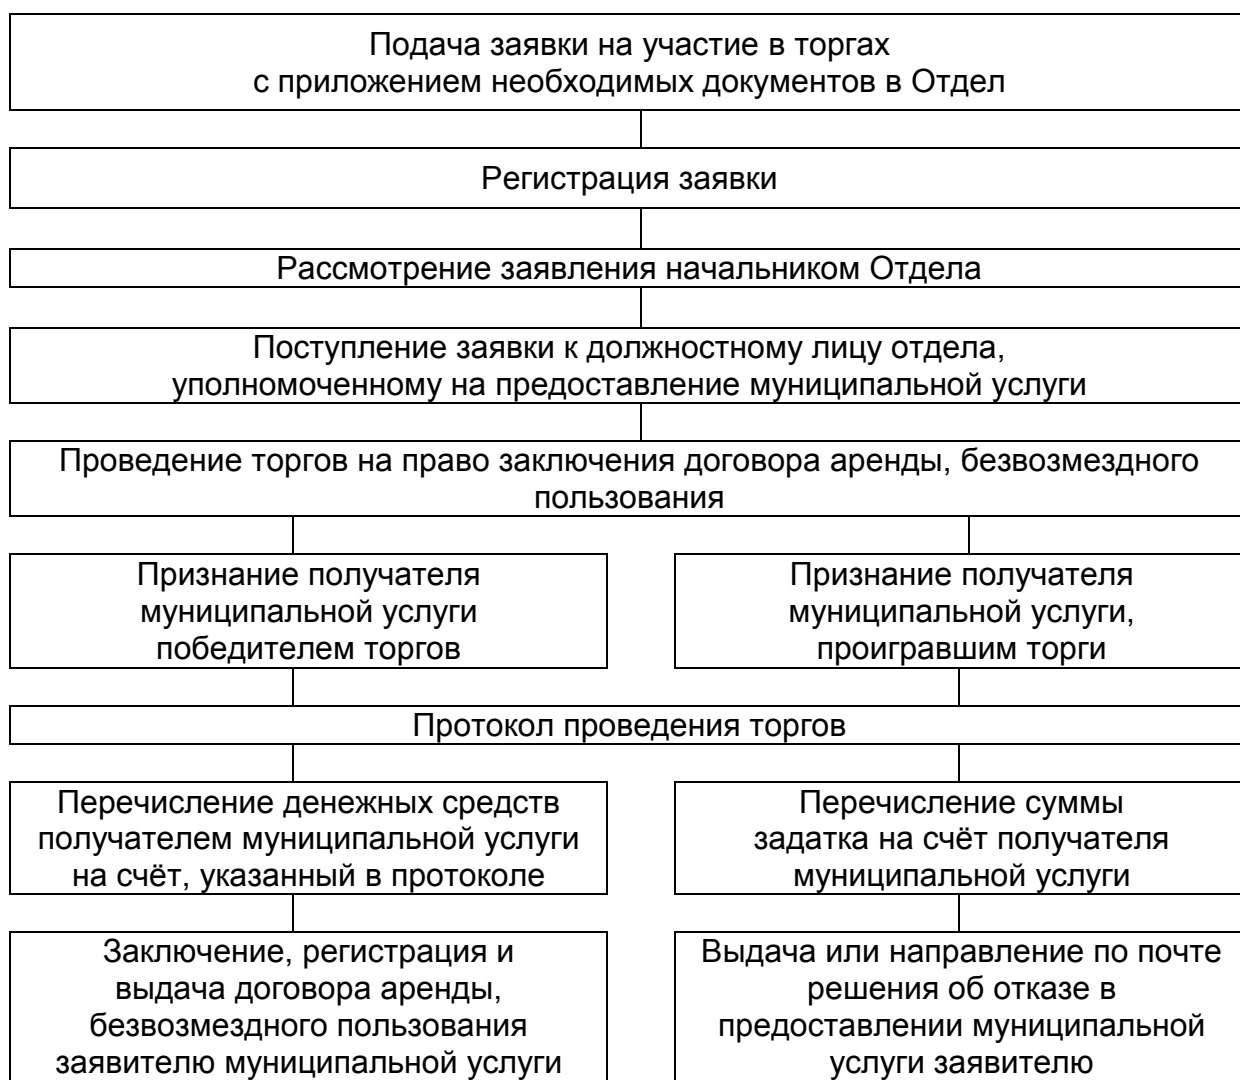 Подача заявки на участие в торгах
с приложением необходимых документов в Отдел
Регистрация заявки
Рассмотрение заявления начальником Отдела
Поступление заявки к должностному лицу отдела,
уполномоченному на предоставление муниципальной услуги
Проведение торгов на право заключения договора аренды, безвозмездного
пользования
Признание получателя
муниципальной услуги
победителем торгов
Признание получателя
муниципальной услуги,
проигравшим торги
Протокол проведения торгов
Перечисление денежных средств
получателем муниципальной услуги
на счёт, указанный в протоколе
Перечисление суммы
задатка на счёт получателя
муниципальной услуги
Заключение, регистрация и
выдача договора аренды,
безвозмездного пользования
заявителю муниципальной услуги
Выдача или направление по почте
решения об отказе в
предоставлении муниципальной
услуги заявителю